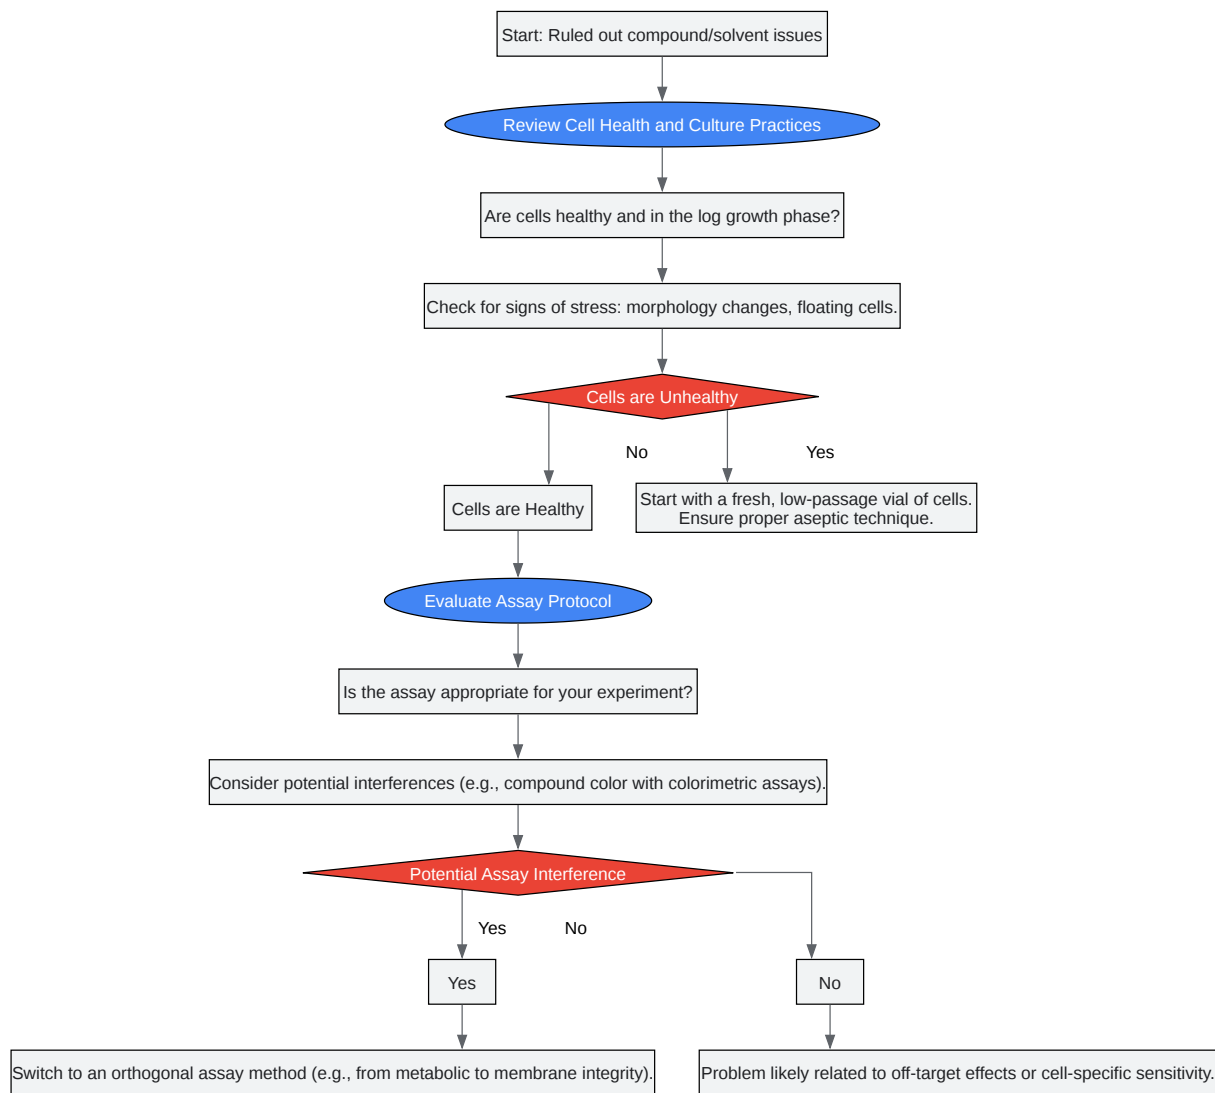 Start: Ruled out compound/solvent issues
Review Cell Health and Culture Practices
Are cells healthy and in the log growth phase?
Check for signs of stress: morphology changes, floating cells.
Cells are Unhealthy
No
Yes
Cells are Healthy
Start with a fresh, low-passage vial of cells.
Ensure proper aseptic technique.
Evaluate Assay Protocol
Is the assay appropriate for your experiment?
Consider potential interferences (e.g., compound color with colorimetric assays).
Potential Assay Interference
Yes
No
Yes
No
Switch to an orthogonal assay method (e.g., from metabolic to membrane integrity).
Problem likely related to off-target effects or cell-specific sensitivity.